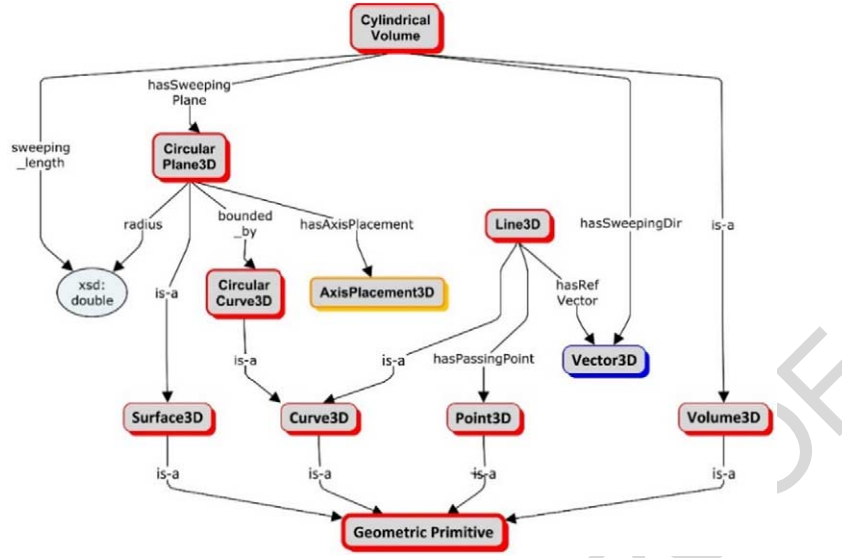 Cylindrical
Volume
hasSweeping
Plane
sweeping
_length
Circular
Plane3D
radius
bounded
_by
hasAxisPlacement
Line3D
hasSweepingDir
is-a
xsd:
double
is-a
Circular
Curve3D
AxisPlacement3D
hasRef
Vector
is-a
is-a
hasPassingPoint
Vector3D
Surface3D
Curve3D
Point3D
Volume3D
is-a
is-a
is-a
is-a
Geometric Primitive